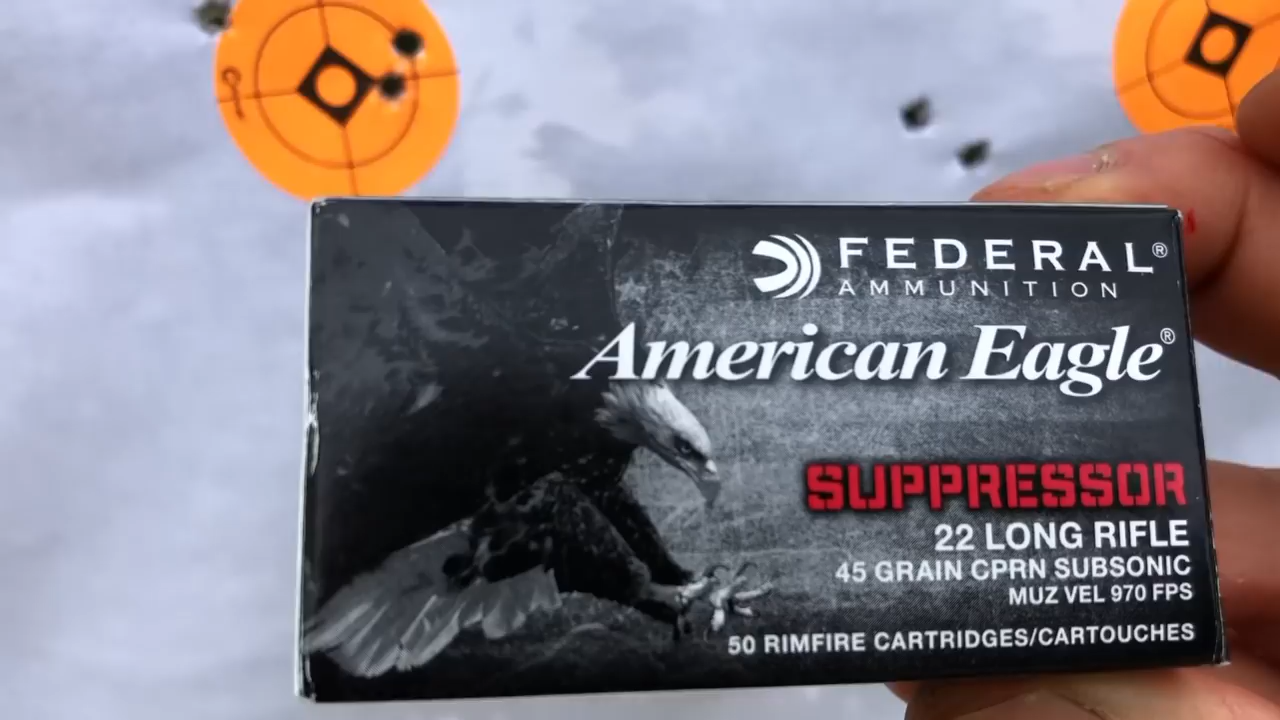 FEDERAL®
AMMUNITION
American Eagle®
SUPPRESSOR
22 LONG RIFLE
45 GRAIN CPRN SUBSONIC
MUZ VEL 970 FPS
50 RIMFIRE CARTRIDGES/CARTOUCHES